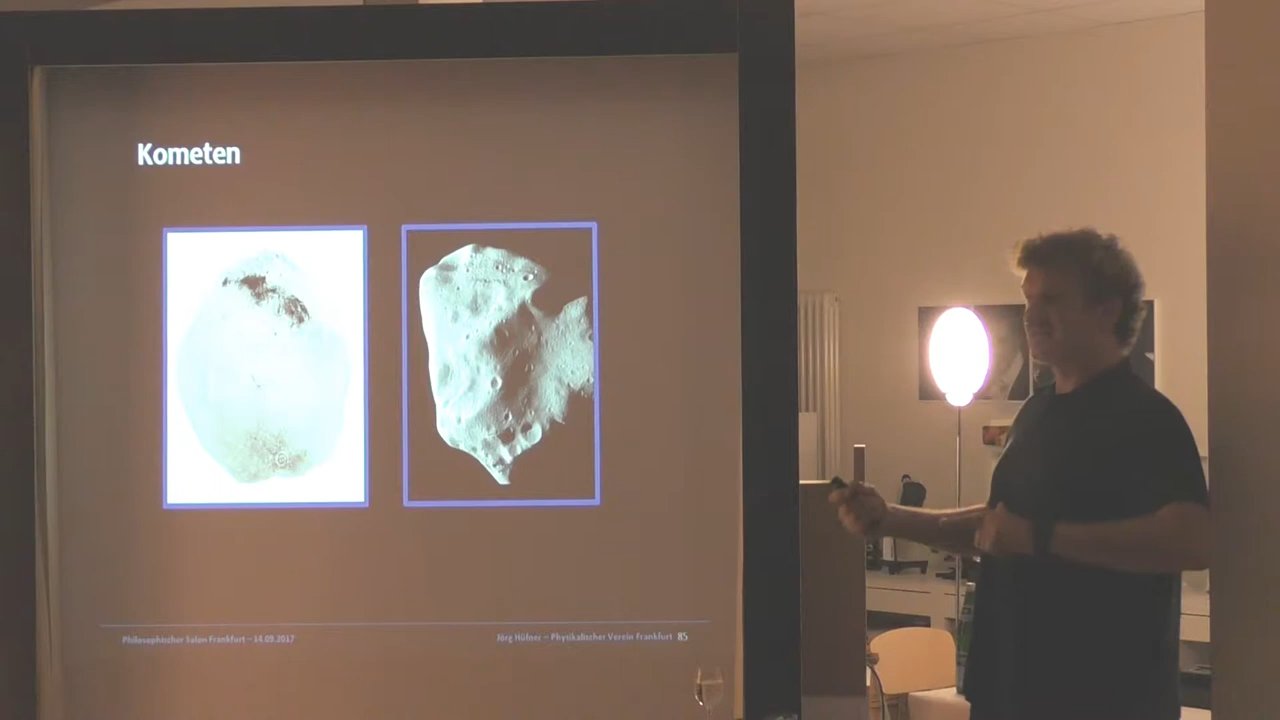 Kometen
Philosophischer Salon Frankfurt – 14.09.2017
Jörg Hüfner – Physikalischer Verein Frankfurt 85